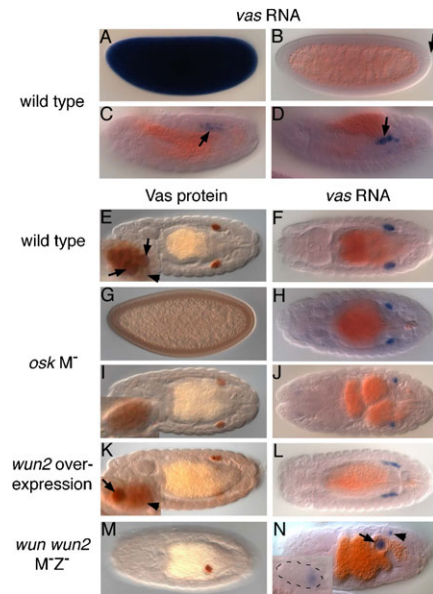 vas RNA
A B
wild type
C D
Vas protein vas RNA
wild type
E F
G H
osk M⁻
I J
wun2 over-
expression
K L
wun wun2
M⁻Z⁻
M N